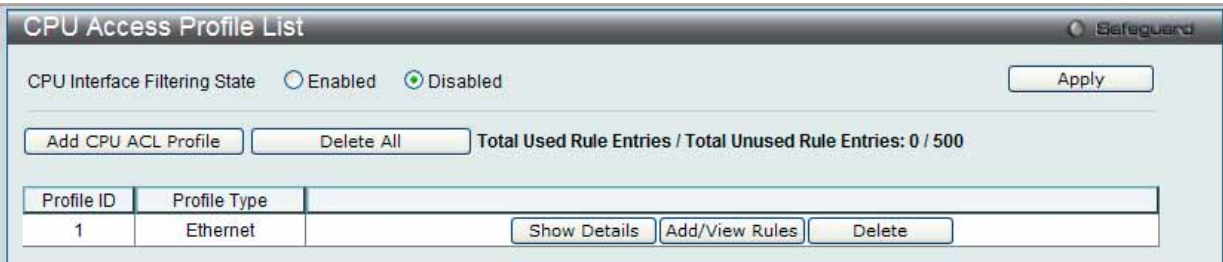 CPU Access Profile List
Safeguard
CPU Interface Filtering State Enabled Disabled Apply
Add CPU ACL Profile Delete All Total Used Rule Entries / Total Unused Rule Entries: 0 / 500
Profile ID Profile Type
1 Ethernet Show Details Add/View Rules Delete